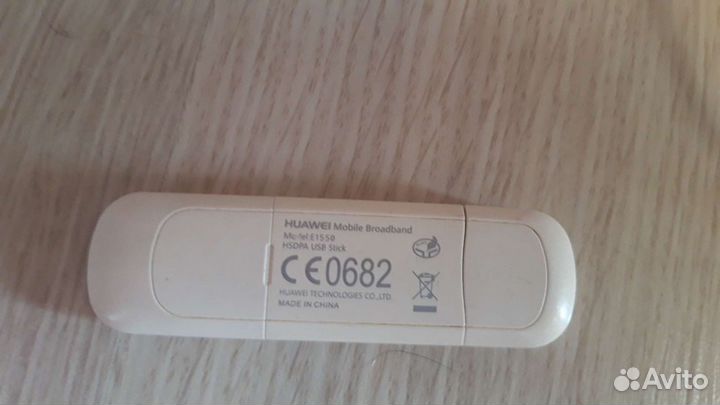 HUAWEI Mobile Broadband
Model:E1550
HSDPA USB Stick
CE0682
HUAWEI TECHNOLOGIES CO.,LTD.
MADE IN CHINA
Avito